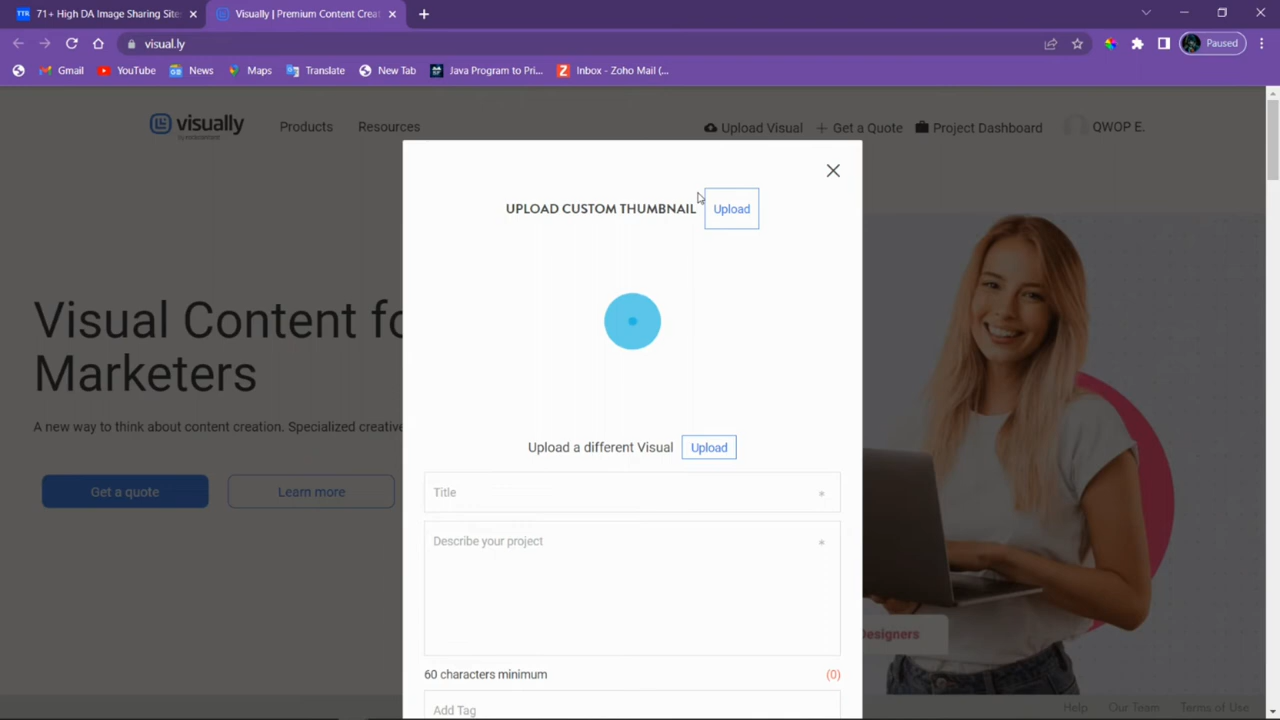 71+ High DA Image Sharing Site
Visually | Premium Content Crea
visual.ly
Paused
Gmail
YouTube
News
Maps
Translate
New Tab
Java Program to Pri...
Inbox - Zoho Mail (...
visually
Products
Resources
Upload Visual
Get a Quote
Project Dashboard
QWOP E.
UPLOAD CUSTOM THUMBNAIL
Upload
Visual Content fo
Marketers
A new way to think about content creation. Specialized creative
Get a quote
Learn more
Upload a different Visual
Upload
Title *
Describe your project *
60 characters minimum
(0)
Add Tag
Designers
Help
Our Team
Terms of Use